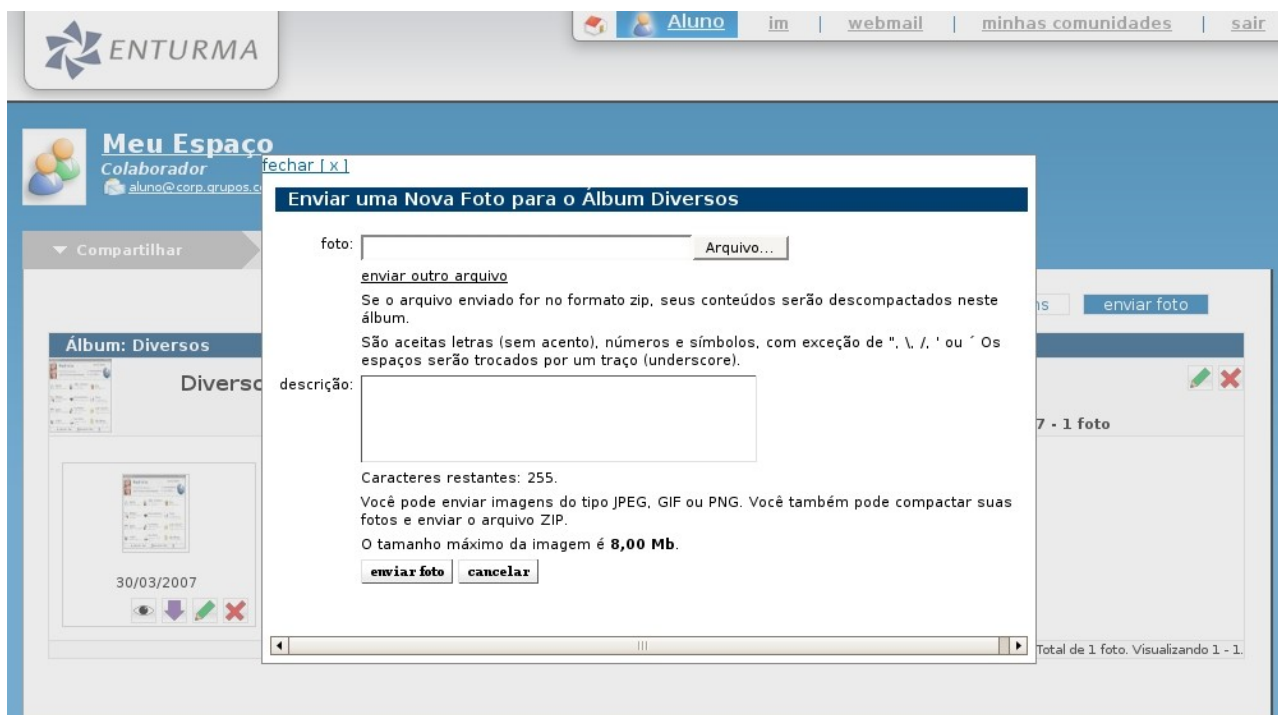 ENTURMA
Aluno im | webmail | minhas comunidades | sair
Meu Espaço
Colaborador
aluno@corp.grupos.c
fechar [ x ]
Enviar uma Nova Foto para o Álbum Diversos
Compartilhar
foto: Arquivo...
enviar outro arquivo
Se o arquivo enviado for no formato zip, seus conteúdos serão descompactados neste
álbum.
São aceitas letras (sem acento), números e símbolos, com exceção de ", \, /, ' ou ´ Os
espaços serão trocados por um traço (underscore).
ns enviar foto
Álbum: Diversos
Diverso
descrição:
7 - 1 foto
Caracteres restantes: 255.
Você pode enviar imagens do tipo JPEG, GIF ou PNG. Você também pode compactar suas
fotos e enviar o arquivo ZIP.
O tamanho máximo da imagem é 8,00 Mb.
enviar foto cancelar
30/03/2007
Total de 1 foto. Visualizando 1 - 1.